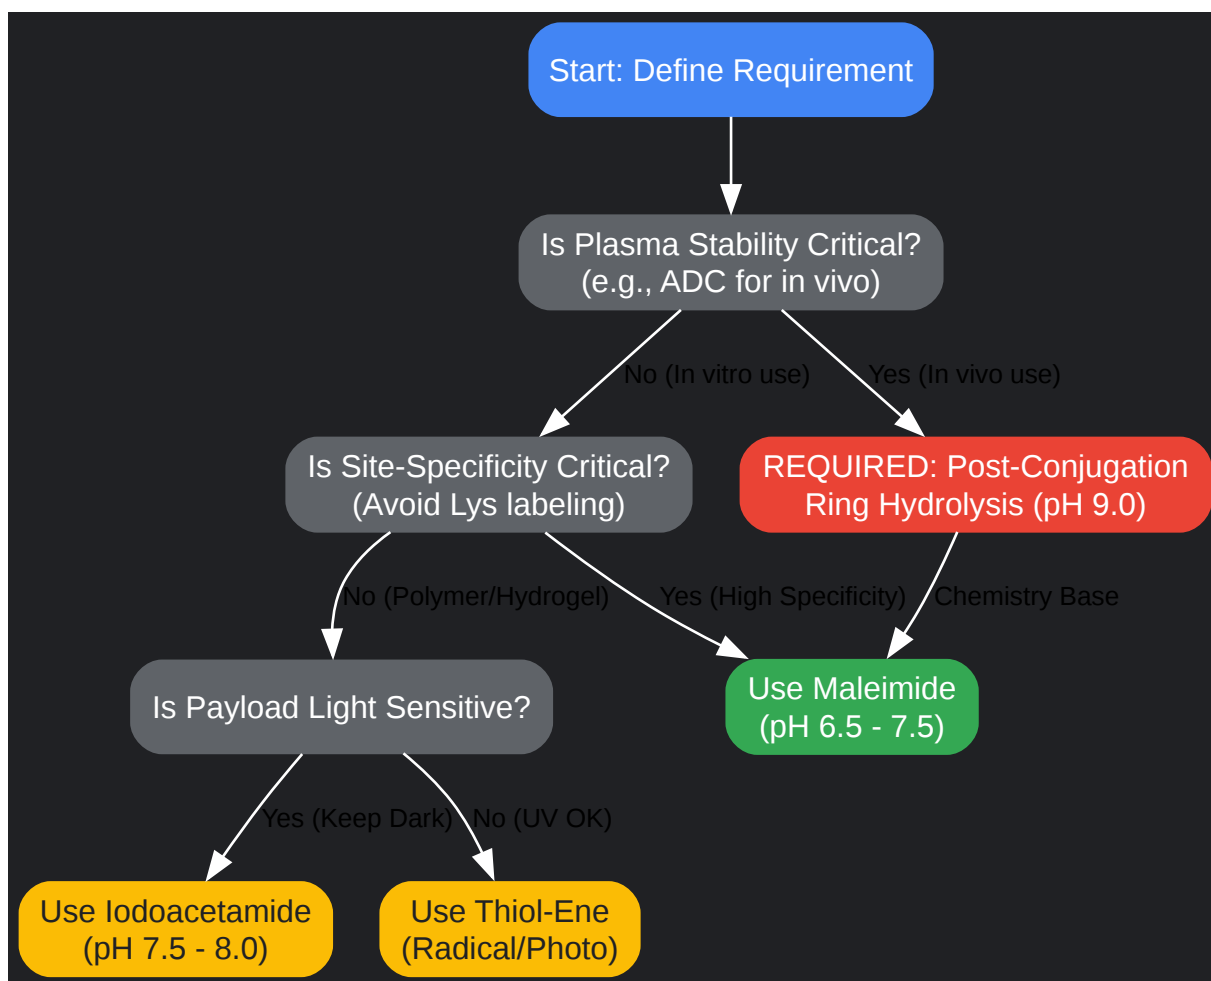 Start: Define Requirement
Is Plasma Stability Critical?
(e.g., ADC for in vivo)
No (In vitro use)
Yes (In vivo use)
Is Site-Specificity Critical?
(Avoid Lys labeling)
REQUIRED: Post-Conjugation
Ring Hydrolysis (pH 9.0)
No (Polymer/Hydrogel)
Yes (High Specificity)
Chemistry Base
Is Payload Light Sensitive?
Use Maleimide
(pH 6.5 - 7.5)
Yes (Keep Dark)
No (UV OK)
Use Iodoacetamide
(pH 7.5 - 8.0)
Use Thiol-Ene
(Radical/Photo)